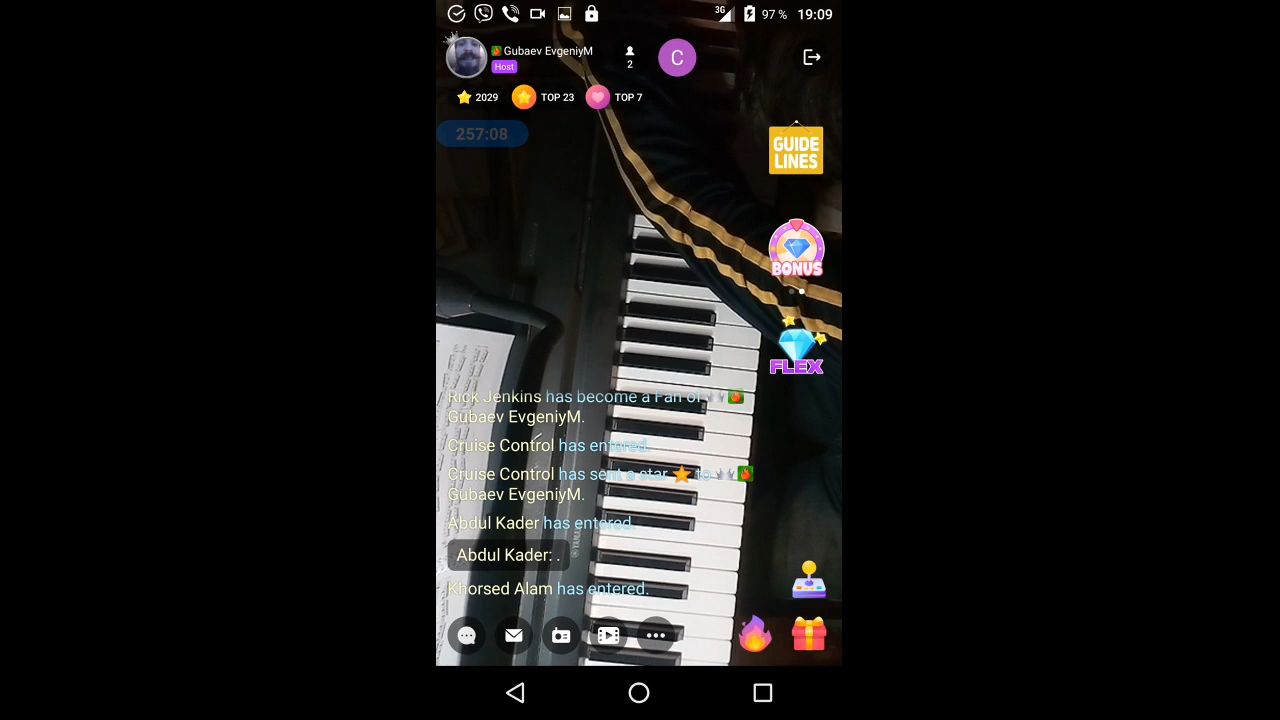 3G 97 % 19:09
Gubaev EvgeniyM
Host
2
C
2029 TOP 23 TOP 7
257:08
GUIDE
LINES
BONUS
FLEX
Rick Jenkins has become a Fan of
Gubaev EvgeniyM.
Cruise Control has entered.
Cruise Control has sent a star to
Gubaev EvgeniyM.
Abdul Kader has entered.
YAMAHA
Abdul Kader: .
Khorsed Alam has entered.